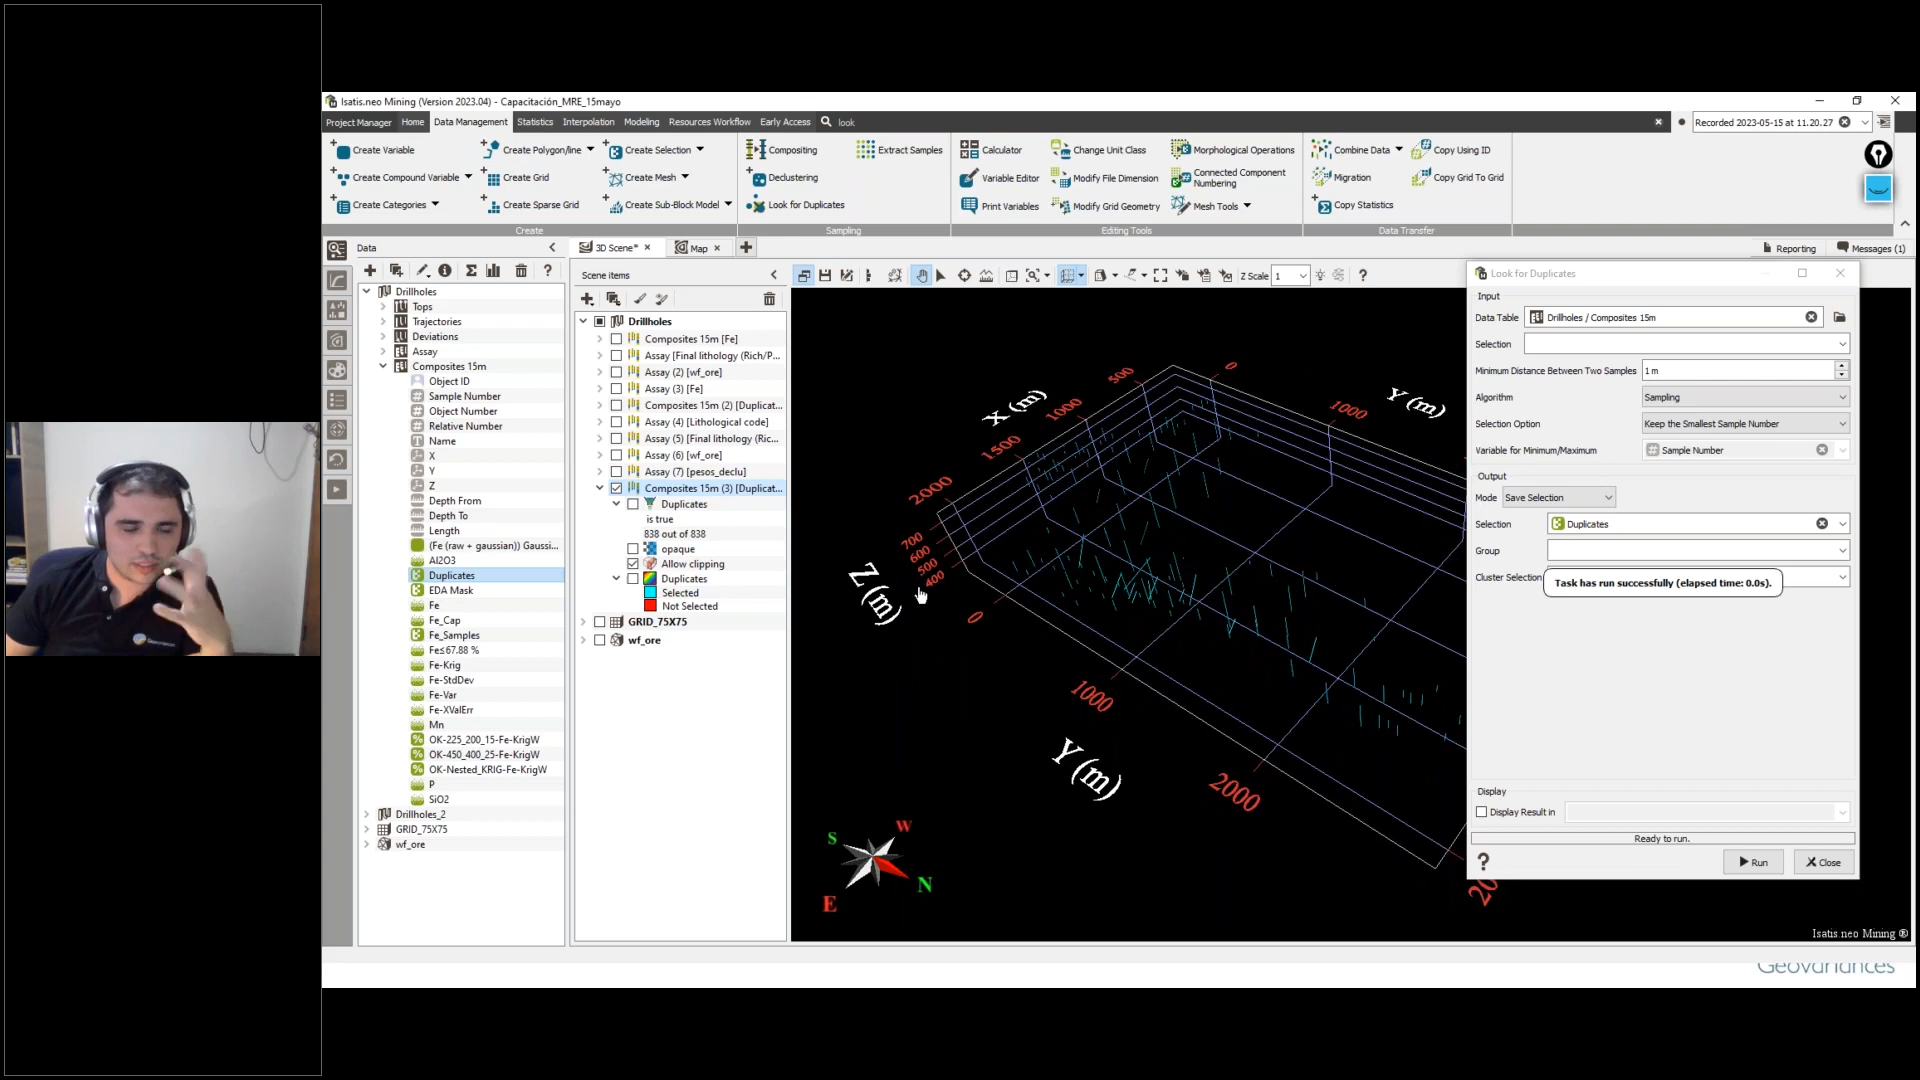 Isatis.neo Mining (Version 2023.04) - Capacitación_MRE_15mayo
Project Manager Home Data Management Statistics Interpolation Modeling Resources Workflow Early Access look
Recorded 2023-05-15 at 11.20.27
Create Variable
Create Polygon/line
Create Selection
Compositing
Extract Samples
Calculator
Change Unit Class
Morphological Operations
Combine Data
Copy Using ID
Create Compound Variable
Create Grid
Create Mesh
Declustering
Variable Editor
Modify File Dimension
Connected Component
Numbering
Migration
Copy Grid To Grid
Create Categories
Create Sparse Grid
Create Sub-Block Model
Look for Duplicates
Print Variables
Modify Grid Geometry
Mesh Tools
Copy Statistics
Create
Sampling
Editing Tools
Data Transfer
Data
3D Scene*
Map
Reporting
Messages (1)
Drillholes
Tops
Trajectories
Deviations
Assay
Composites 15m
Object ID
Sample Number
Object Number
Relative Number
Name
X
Y
Z
Depth From
Depth To
Length
(Fe (raw + gaussian)) Gaussi...
Al2O3
Duplicates
EDA Mask
Fe
Fe_Cap
Fe_Samples
Fe≤67.88 %
Fe-Krig
Fe-StdDev
Fe-Var
Fe-XValErr
Mn
OK-225_200_15-Fe-KrigW
OK-450_400_25-Fe-KrigW
OK-Nested_KRIG-Fe-KrigW
P
SiO2
Drillholes_2
GRID_75X75
wf_ore
Scene items
Drillholes
Composites 15m [Fe]
Assay [Final lithology (Rich/P...
Assay (2) [wf_ore]
Assay (3) [Fe]
Composites 15m (2) [Duplicat...
Assay (4) [Lithological code]
Assay (5) [Final lithology (Ric...
Assay (6) [wf_ore]
Assay (7) [pesos_declu]
Composites 15m (3) [Duplicat...
Duplicates
is true
838 out of 838
opaque
Allow clipping
Duplicates
Selected
Not Selected
GRID_75X75
wf_ore
Z Scale 1
X (m)
500
1000
1500
2000
0
1000
Y (m)
700
600
500
400
Z (m)
0
1000
2000
Y (m)
20
S
W
N
E
Isatis.neo Mining ®
Look for Duplicates
Input
Data Table Drillholes / Composites 15m
Selection
Minimum Distance Between Two Samples 1 m
Algorithm Sampling
Selection Option Keep the Smallest Sample Number
Variable for Minimum/Maximum Sample Number
Output
Mode Save Selection
Selection Duplicates
Group
Cluster Selection
Task has run successfully (elapsed time: 0.0s).
Display
Display Result in
Ready to run.
? Run Close
Geovariances